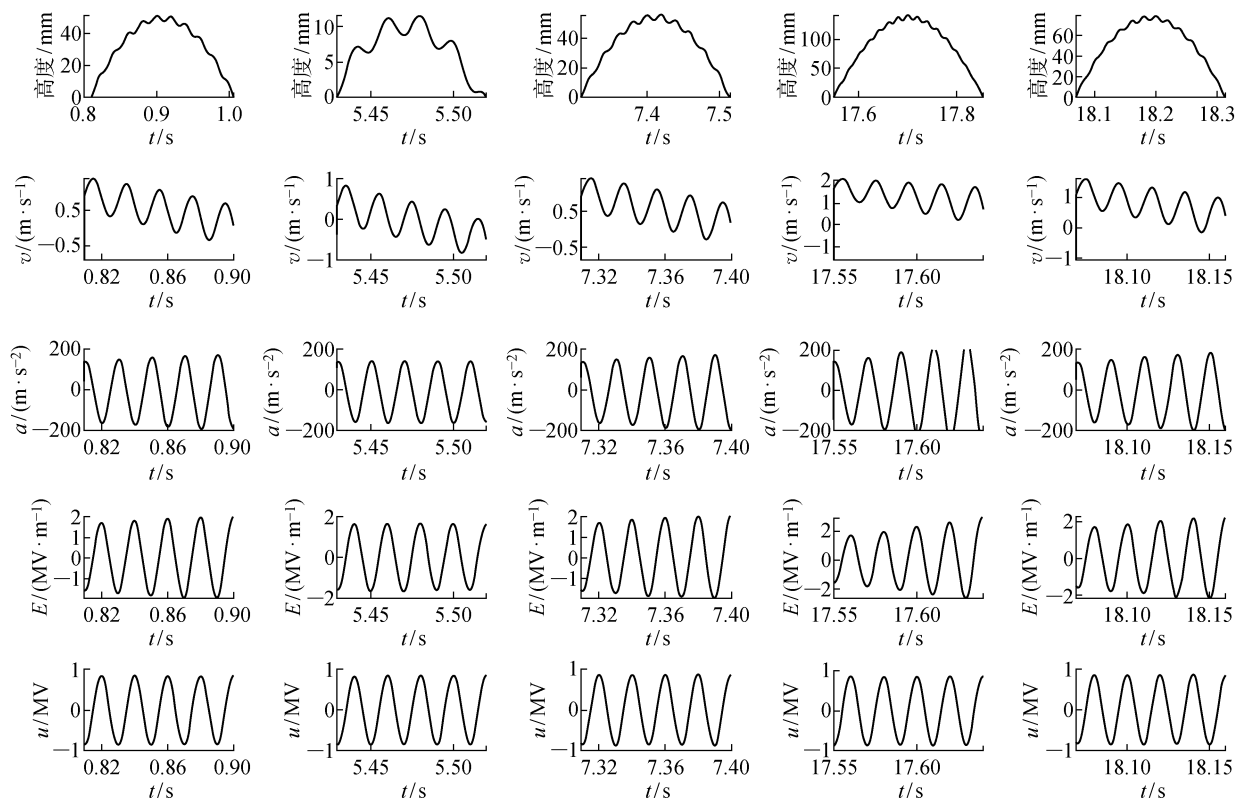 高度/mm 40 20 0 0.8 0.9 1.0 t/s
高度/mm 10 5 0 5.45 5.50 t/s
高度/mm 40 20 0 7.4 7.5 t/s
高度/mm 100 50 0 17.6 17.8 t/s
高度/mm 60 40 20 0 18.1 18.2 18.3 t/s
v/(m·s⁻¹) 0.5 −0.5 0.82 0.86 0.90 t/s
v/(m·s⁻¹) 1 0 −1 5.45 5.50 t/s
v/(m·s⁻¹) 0.5 −0.5 7.32 7.36 7.40 t/s
v/(m·s⁻¹) 2 1 0 −1 17.55 17.60 t/s
v/(m·s⁻¹) 1 0 −1 18.10 18.15 t/s
a/(m·s⁻²) 200 0 −200 0.82 0.86 0.90 t/s
a/(m·s⁻²) 200 0 −200 5.45 5.50 t/s
a/(m·s⁻²) 200 0 −200 7.32 7.36 7.40 t/s
a/(m·s⁻²) 200 0 −200 17.55 17.60 t/s
a/(m·s⁻²) 200 0 −200 18.10 18.15 t/s
E/(MV·m⁻¹) 2 1 0 −1 0.82 0.86 0.90 t/s
E/(MV·m⁻¹) 2 0 −2 5.45 5.50 t/s
E/(MV·m⁻¹) 2 1 0 −1 7.32 7.36 7.40 t/s
E/(MV·m⁻¹) 2 0 −2 17.55 17.60 t/s
E/(MV·m⁻¹) 2 0 −2 18.10 18.15 t/s
u/MV 1 0 −1 0.82 0.86 0.90 t/s
u/MV 1 0 −1 5.45 5.50 t/s
u/MV 1 0 −1 7.32 7.36 7.40 t/s
u/MV 1 0 −1 17.55 17.60 t/s
u/MV 1 0 −1 18.10 18.15 t/s